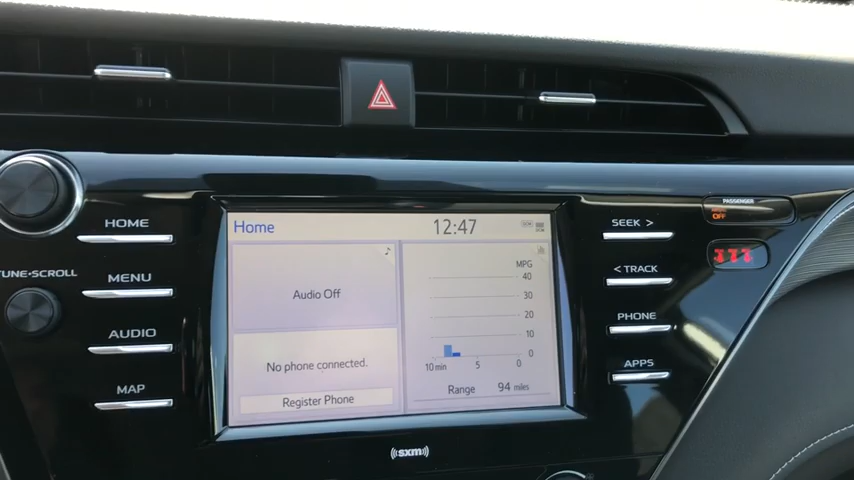 PASSENGER
OFF
HOME
TUNE•SCROLL
MENU
AUDIO
MAP
Home
12:47
Audio Off
No phone connected.
Register Phone
MPG
40
30
20
10
0
10 min
5
0
Range 94 miles
SEEK >
< TRACK
PHONE
APPS
((sxm))